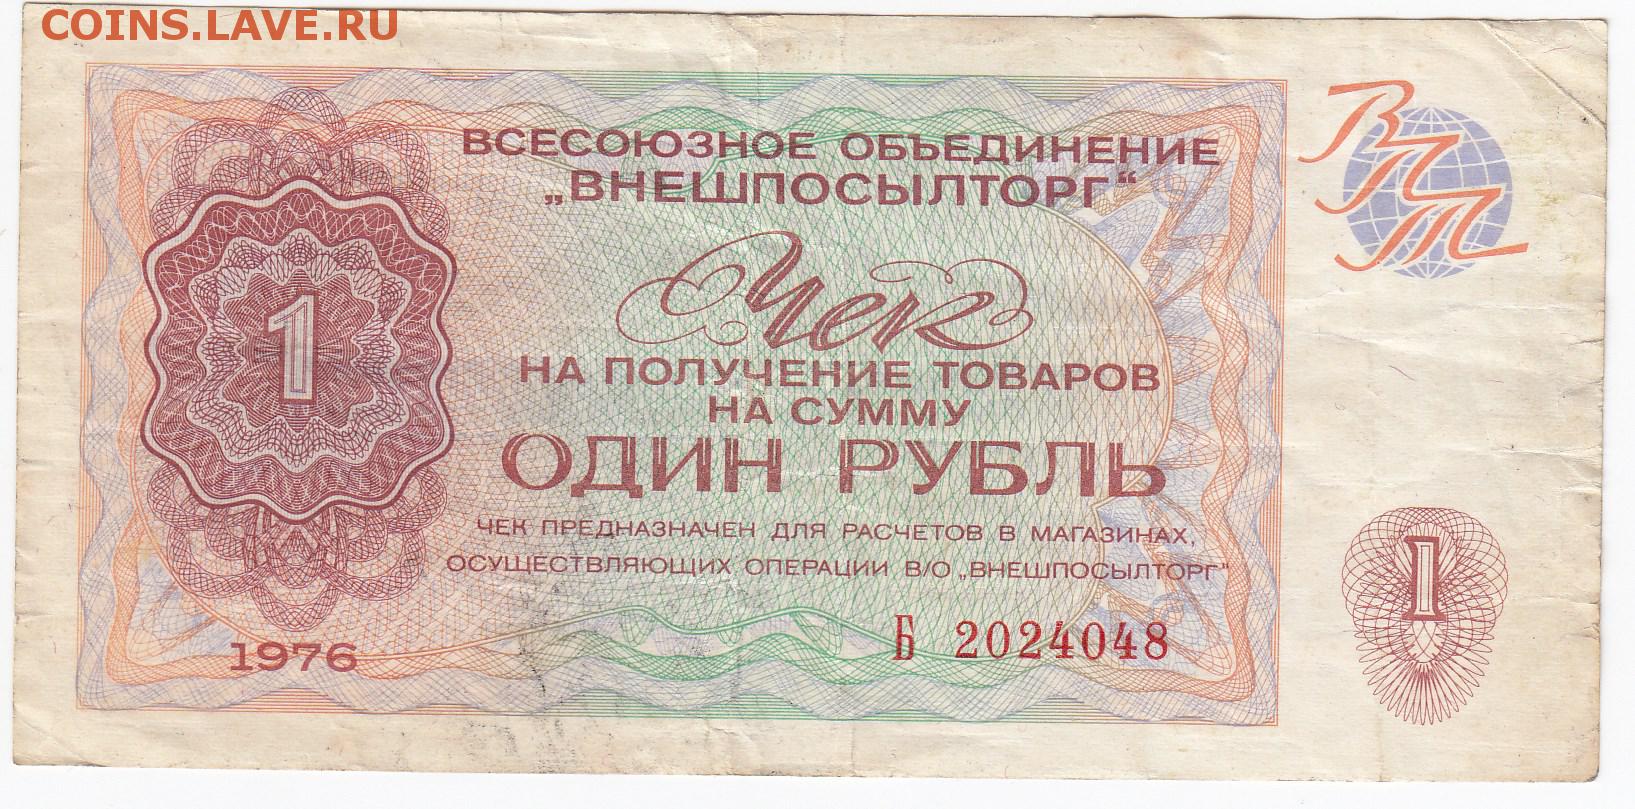 COINS.LAVE.RU
ВСЕСОЮЗНОЕ ОБЪЕДИНЕНИЕ
„ВНЕШПОСЫЛТОРГ“
ВПТ
Чек
НА ПОЛУЧЕНИЕ ТОВАРОВ
НА СУММУ
ОДИН РУБЛЬ
1
ЧЕК ПРЕДНАЗНАЧЕН ДЛЯ РАСЧЕТОВ В МАГАЗИНАХ,
ОСУЩЕСТВЛЯЮЩИХ ОПЕРАЦИИ В/О „ВНЕШПОСЫЛТОРГ“
1
1976
Б 2024048